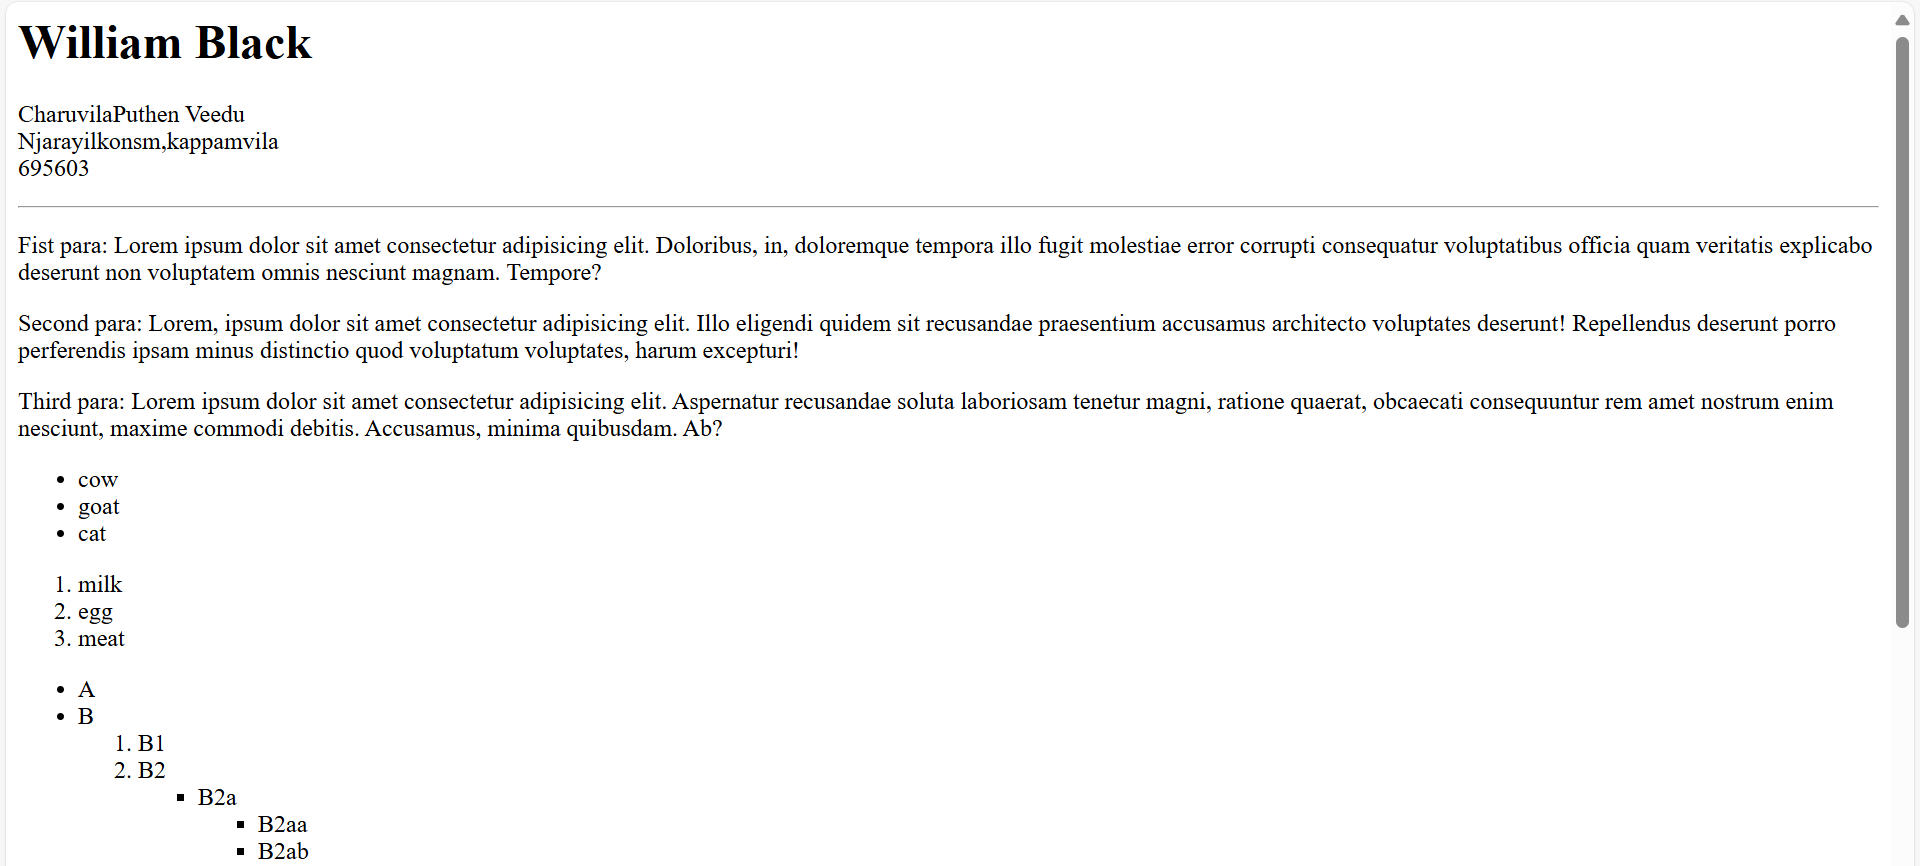 William Black
CharuvilaPuthen Veedu
Njarayilkonsm,kappamvila
695603
Fist para: Lorem ipsum dolor sit amet consectetur adipisicing elit. Doloribus, in, doloremque tempora illo fugit molestiae error corrupti consequatur voluptatibus officia quam veritatis explicabo
deserunt non voluptatem omnis nesciunt magnam. Tempore?
Second para: Lorem, ipsum dolor sit amet consectetur adipisicing elit. Illo eligendi quidem sit recusandae praesentium accusamus architecto voluptates deserunt! Repellendus deserunt porro
perferendis ipsam minus distinctio quod voluptatum voluptates, harum excepturi!
Third para: Lorem ipsum dolor sit amet consectetur adipisicing elit. Aspernatur recusandae soluta laboriosam tenetur magni, ratione quaerat, obcaecati consequuntur rem amet nostrum enim
nesciunt, maxime commodi debitis. Accusamus, minima quibusdam. Ab?
• cow
• goat
• cat
1. milk
2. egg
3. meat
• A
• B
1. B1
2. B2
▪ B2a
▪ B2aa
▪ B2ab